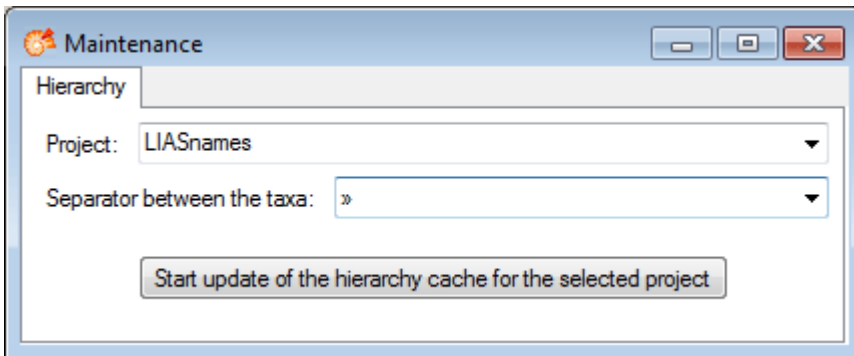 Maintenance
Hierarchy
Project: LIASnames
Separator between the taxa: »
Start update of the hierarchy cache for the selected project